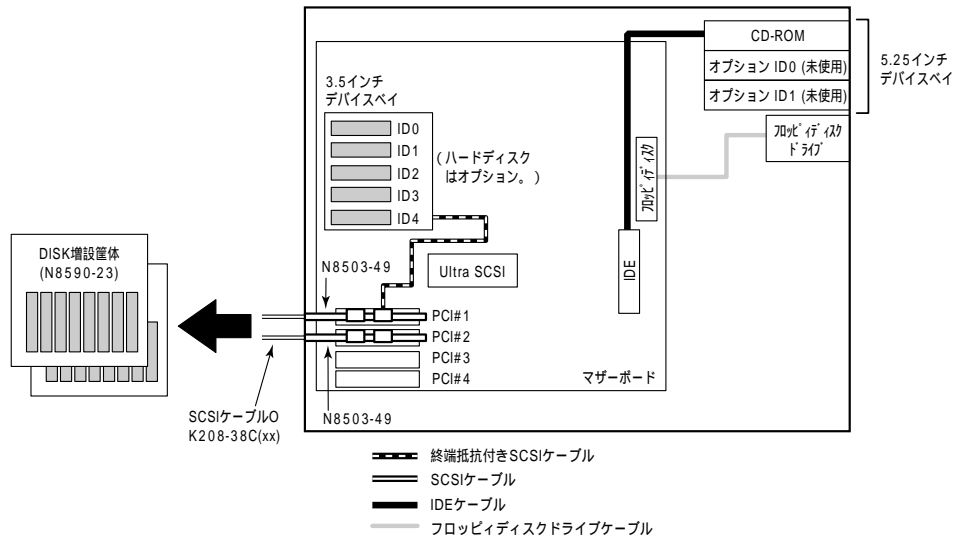 CD-ROM
オプション ID0 (未使用)
オプション ID1 (未使用)
5.25インチ
デバイスベイ
フロッピィディスク
ドライブ
3.5インチ
デバイスベイ
ID0
ID1
ID2
ID3
ID4
(ハードディスク
はオプション。)
フロッピィディスク
IDE
Ultra SCSI
DISK増設筐体
(N8590-23)
N8503-49
PCI#1
PCI#2
PCI#3
PCI#4
マザーボード
SCSIケーブルO
K208-38C(xx)
N8503-49
終端抵抗付きSCSIケーブル
SCSIケーブル
IDEケーブル
フロッピィディスクドライブケーブル